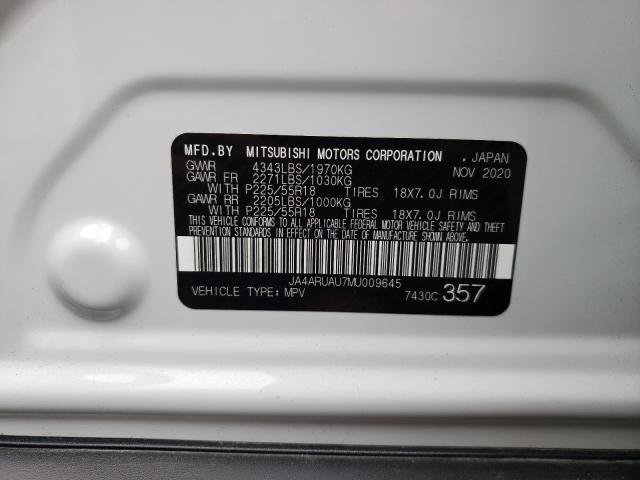 MFD.BY MITSUBISHI MOTORS CORPORATION , JAPAN
GVWR 4343LBS/1970KG NOV 2020
GAWR FR 2271LBS/1030KG
WITH P225/55R18 TIRES 18X7.0J RIMS
GAWR RR 2205LBS/1000KG
WITH P225/55R18 TIRES 18X7.0J RIMS
THIS VEHICLE CONFORMS TO ALL APPLICABLE FEDERAL MOTOR VEHICLE SAFETY AND THEFT
PREVENTION STANDARDS IN EFFECT ON THE DATE OF MANUFACTURE SHOWN ABOVE.
JA4ARUAU7MU009645
VEHICLE TYPE: MPV 7430C 357